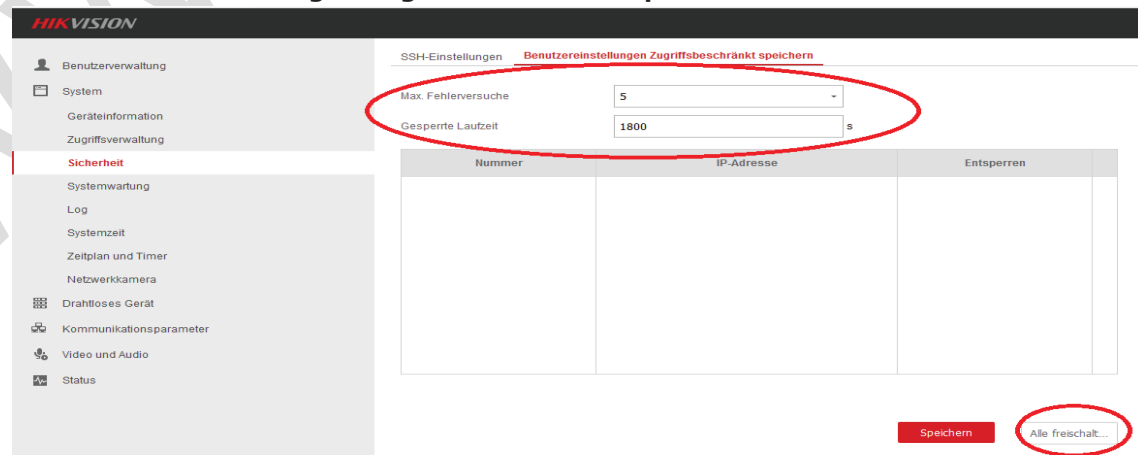 HIKVISION
Benutzerverwaltung
System
Geräteinformation
Zugriffsverwaltung
Sicherheit
Systemwartung
Log
Systemzeit
Zeitplan und Timer
Netzwerkkamera
Drahtloses Gerät
Kommunikationsparameter
Video und Audio
Status
SSH-Einstellungen Benutzereinstellungen Zugriffsbeschränkt speichern
Max. Fehlerversuche 5
Gesperrte Laufzeit 1800 s
Nummer IP-Adresse Entsperren
Speichern Alle freischalt...